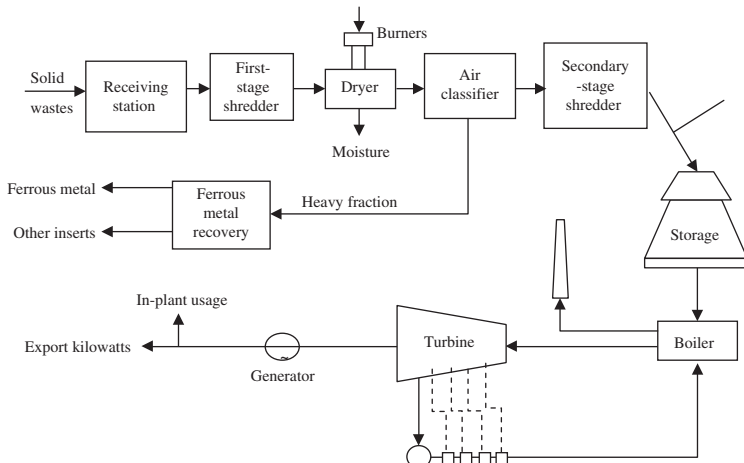 Burners
Solid
wastes
Receiving
station
First-
stage
shredder
Dryer
Air
classifier
Secondary
-stage
shredder
Moisture
Ferrous metal
Other inserts
Ferrous
metal
recovery
Heavy fraction
Storage
In-plant usage
Export kilowatts
Generator
~
Turbine
Boiler